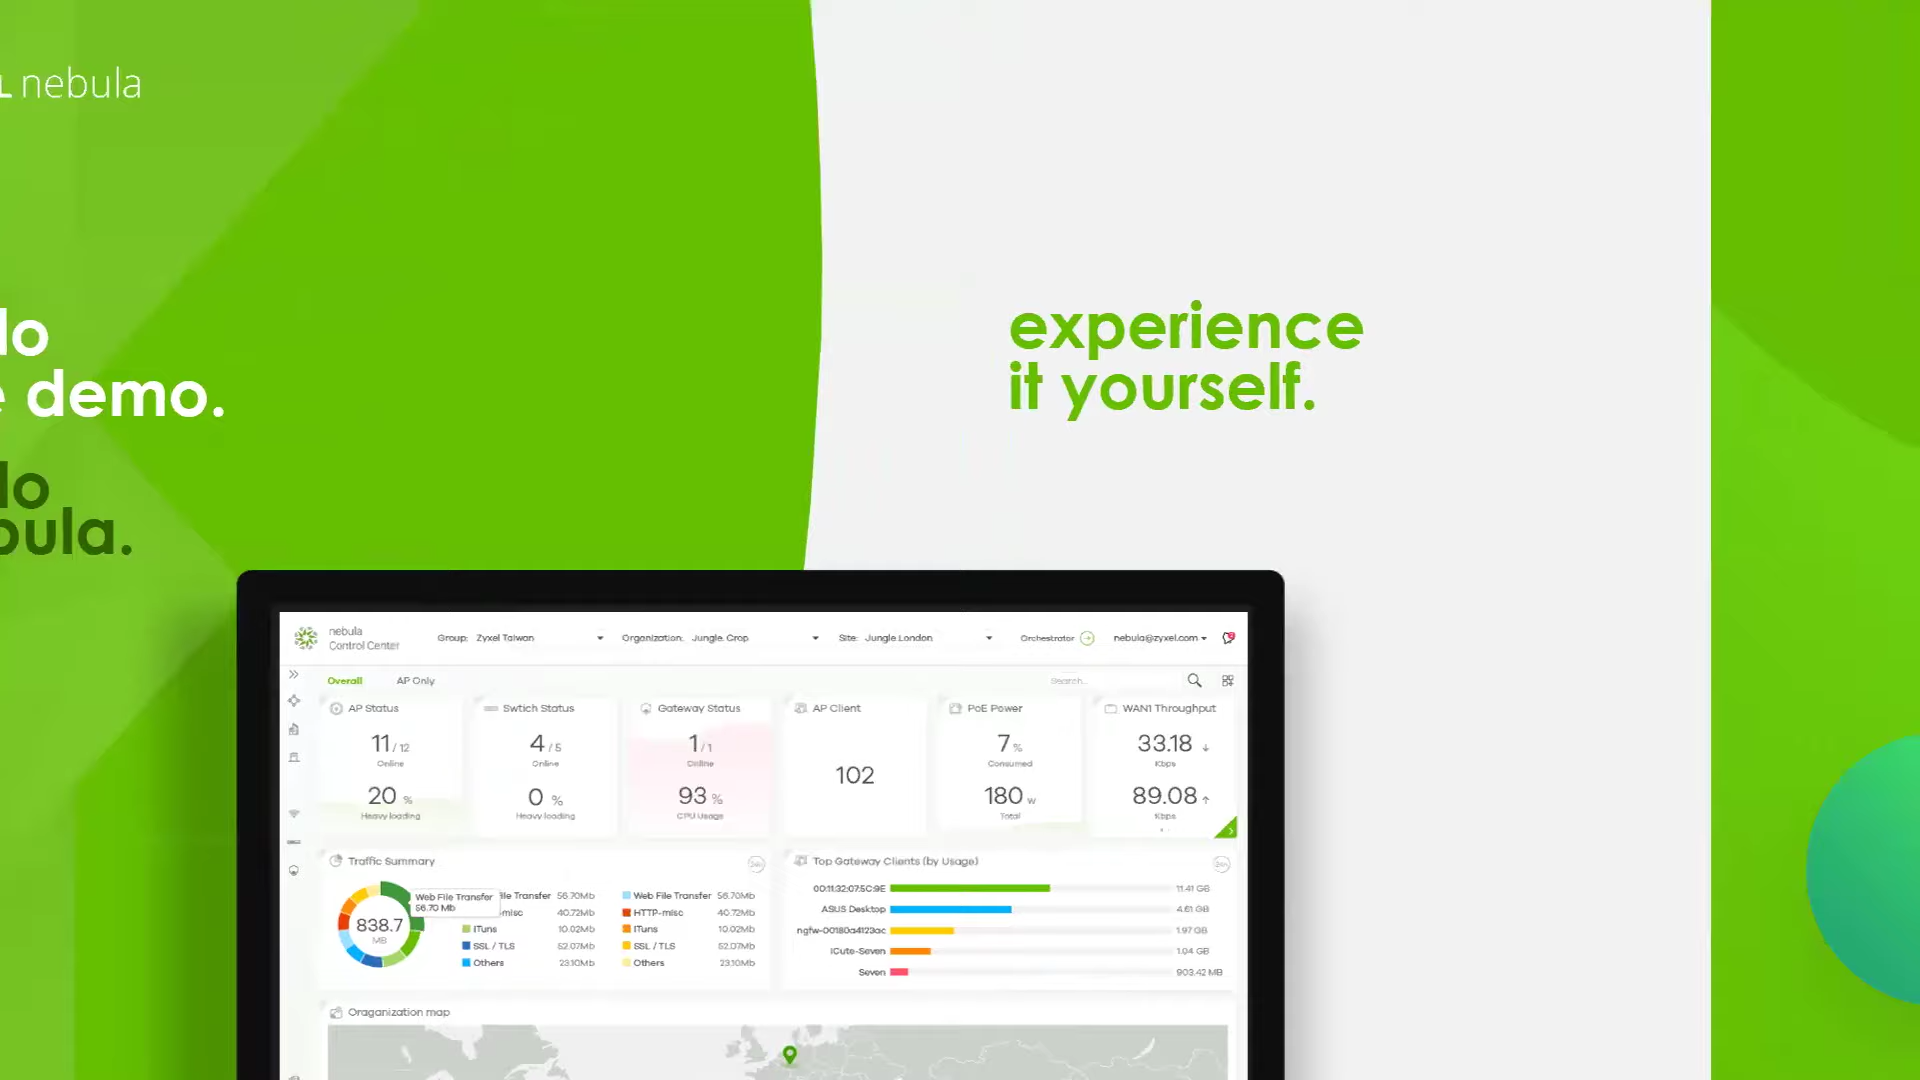 nebula
demo.
experience
it yourself.
nebula
Control Center
Group: Zyxel Taiwan
Organization: Jungle. Crop
Site: Jungle.London
Orchestrator
nebula@zyxel.com
Overall
AP Only
Search...
AP Status
11 / 12
Online
20 %
Heavy loading
Swtich Status
4 / 5
Online
0 %
Heavy loading
Gateway Status
1 / 1
Online
93 %
CPU Usage
AP Client
102
PoE Power
7 %
Consumed
180 w
Total
WAN1 Throughput
33.18
Kbps
89.08
Kbps
Traffic Summary
24h
838.7
MB
Web File Transfer
56.70 Mb
File Transfer 56.70Mb
-misc 40.72Mb
ITuns 10.02Mb
SSL / TLS 52.07Mb
Others 23.10Mb
Web File Transfer 56.70Mb
HTTP-misc 40.72Mb
ITuns 10.02Mb
SSL / TLS 52.07Mb
Others 23.10Mb
Top Gateway Clients (by Usage)
24h
00:11:32:07:5C:9E 11.41 GB
ASUS Desktop 4.61 GB
ngfw-00180a4123ac 1.97 GB
ICute-Seven 1.04 GB
Seven 903.42 MB
Oraganization map